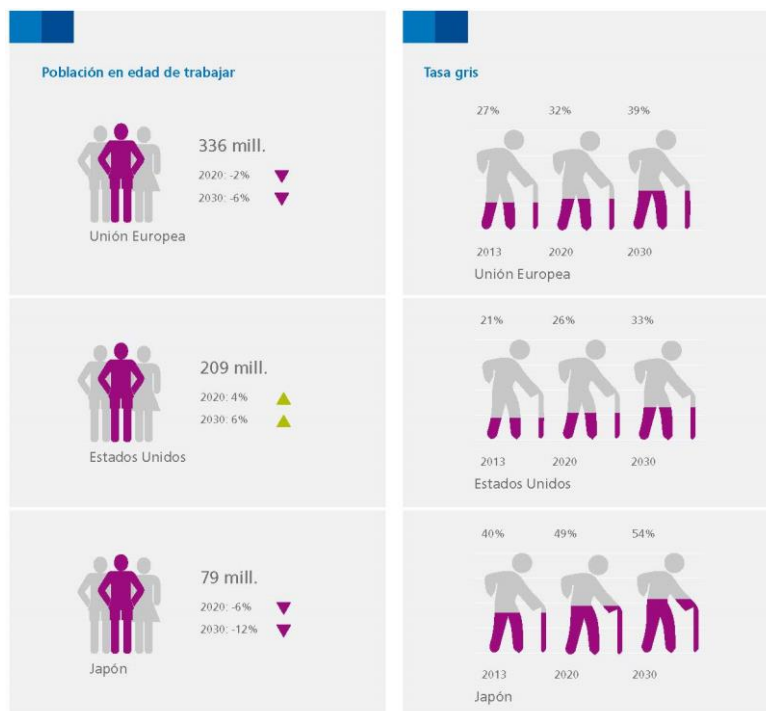 Población en edad de trabajar
336 mill.
2020: -2%
2030: -6%
Unión Europea
209 mill.
2020: 4%
2030: 6%
Estados Unidos
79 mill.
2020: -6%
2030: -12%
Japón
Tasa gris
27% 32% 39%
2013 2020 2030
Unión Europea
21% 26% 33%
2013 2020 2030
Estados Unidos
40% 49% 54%
2013 2020 2030
Japón